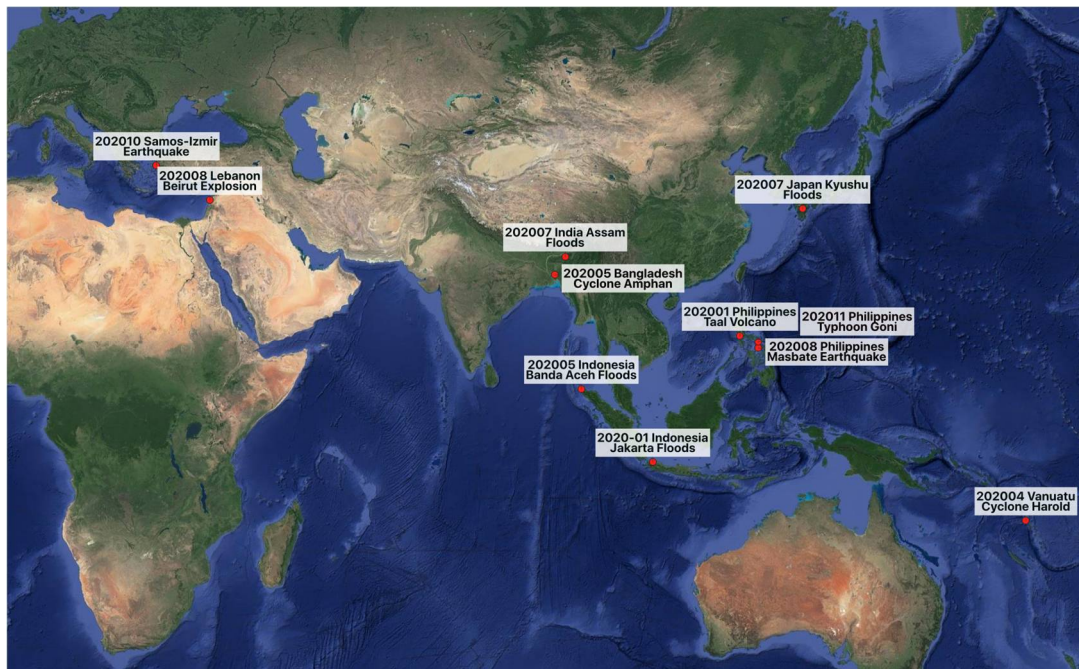 202010 Samos-Izmir
Earthquake
202008 Lebanon
Beirut Explosion
202007 Japan Kyushu
Floods
202007 India Assam
Floods
202005 Bangladesh
Cyclone Amphan
202001 Philippines
Taal Volcano
202011 Philippines
Typhoon Goni
202008 Philippines
Masbate Earthquake
202005 Indonesia
Banda Aceh Floods
2020-01 Indonesia
Jakarta Floods
202004 Vanuatu
Cyclone Harold